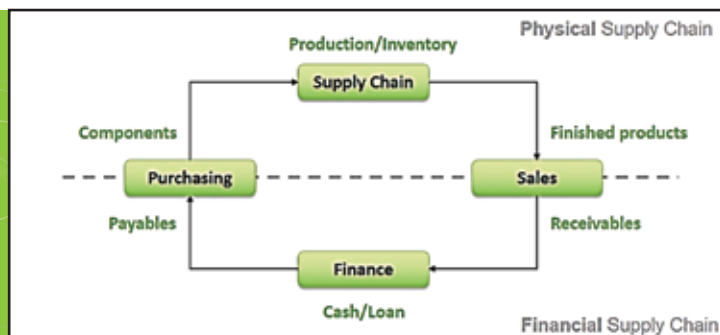 Physical Supply Chain
Production/Inventory
Supply Chain
Components
Finished products
Purchasing
Sales
Payables
Receivables
Finance
Cash/Loan
Financial Supply Chain